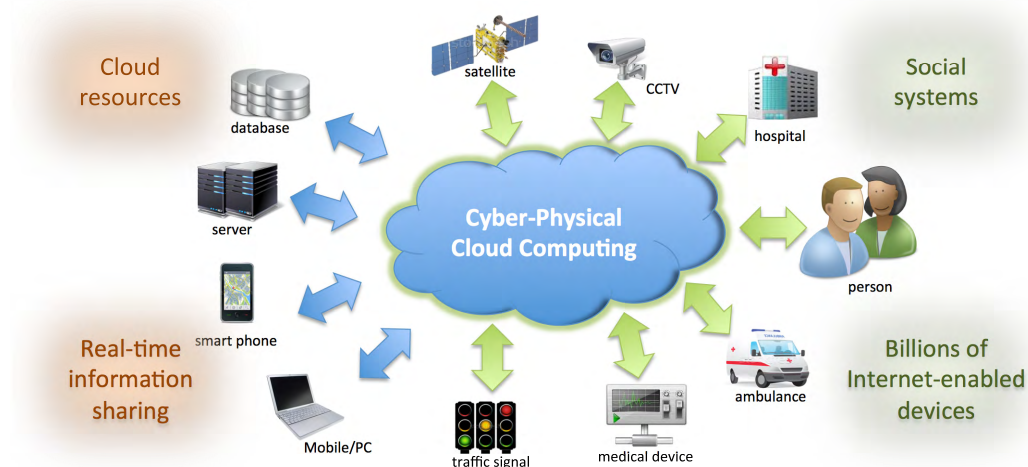 Cloud
resources
satellite
CCTV
Social
systems
database
hospital
server
Cyber-Physical
Cloud Computing
person
smart phone
Real-time
information
sharing
Billions of
Internet-enabled
devices
ambulance
Mobile/PC
traffic signal
medical device